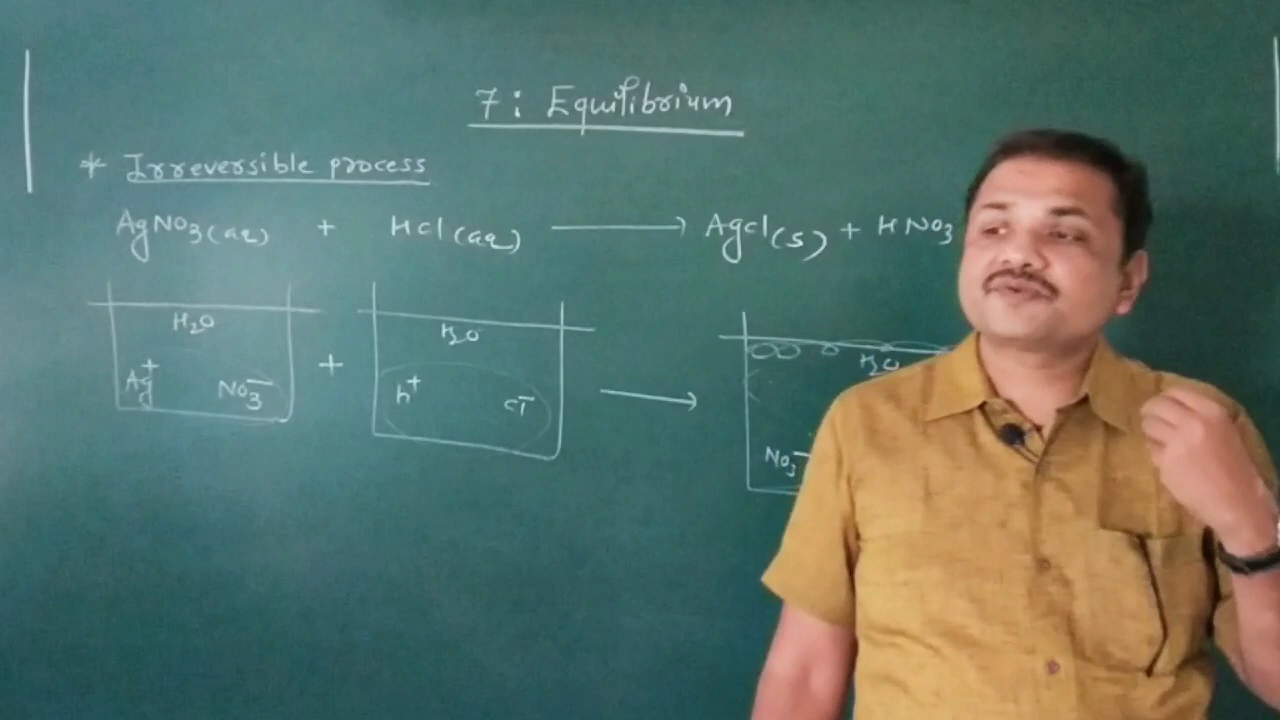 7: Equilibrium
* Irreversible process
AgNO₃(aq) + HCl(aq) ⟶ Agcl(s) + HNO₃
H₂O H₂O H₂O
Ag⁺ NO₃⁻ + h⁺ cl⁻ ⟶ NO₃⁻